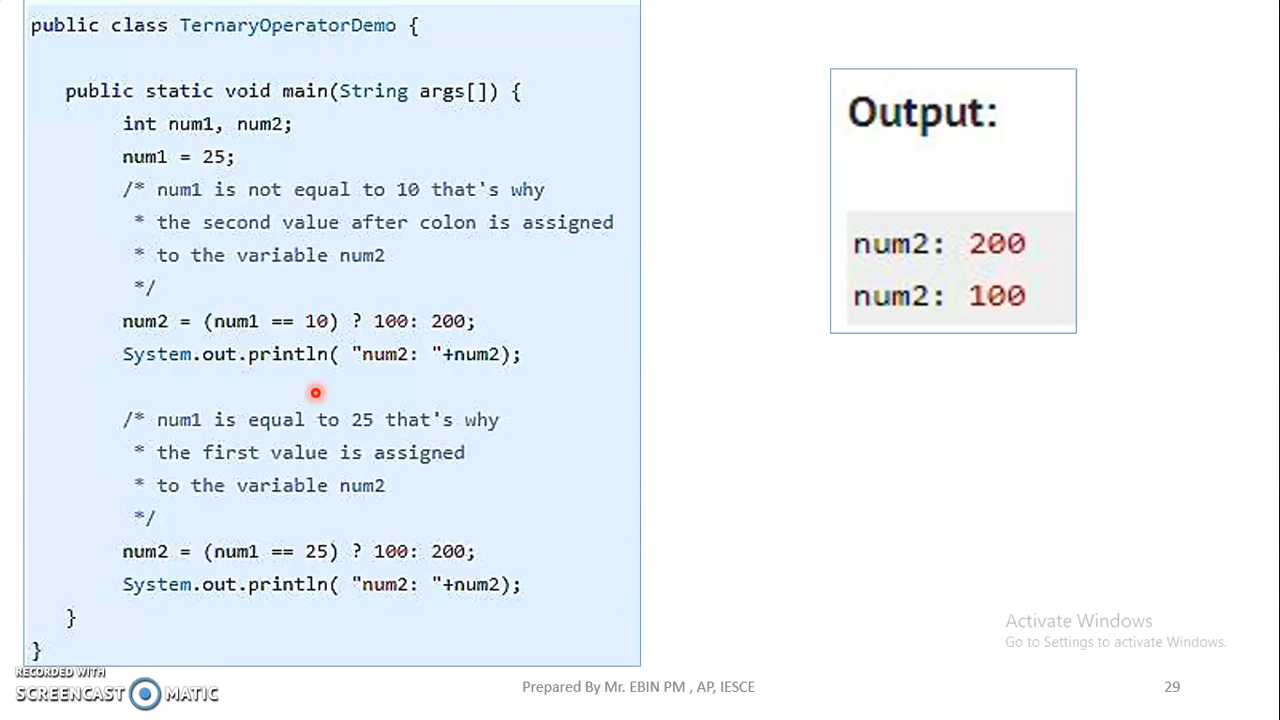 public class TernaryOperatorDemo {
public static void main(String args[]) {
int num1, num2;
num1 = 25;
/* num1 is not equal to 10 that's why
* the second value after colon is assigned
* to the variable num2
*/
num2 = (num1 == 10) ? 100: 200;
System.out.println( "num2: "+num2);
/* num1 is equal to 25 that's why
* the first value is assigned
* to the variable num2
*/
num2 = (num1 == 25) ? 100: 200;
System.out.println( "num2: "+num2);
}
}
Output:
num2: 200
num2: 100
Activate Windows
Go to Settings to activate Windows.
RECORDED WITH
SCREENCAST MATIC
Prepared By Mr. EBIN PM , AP, IESCE
29